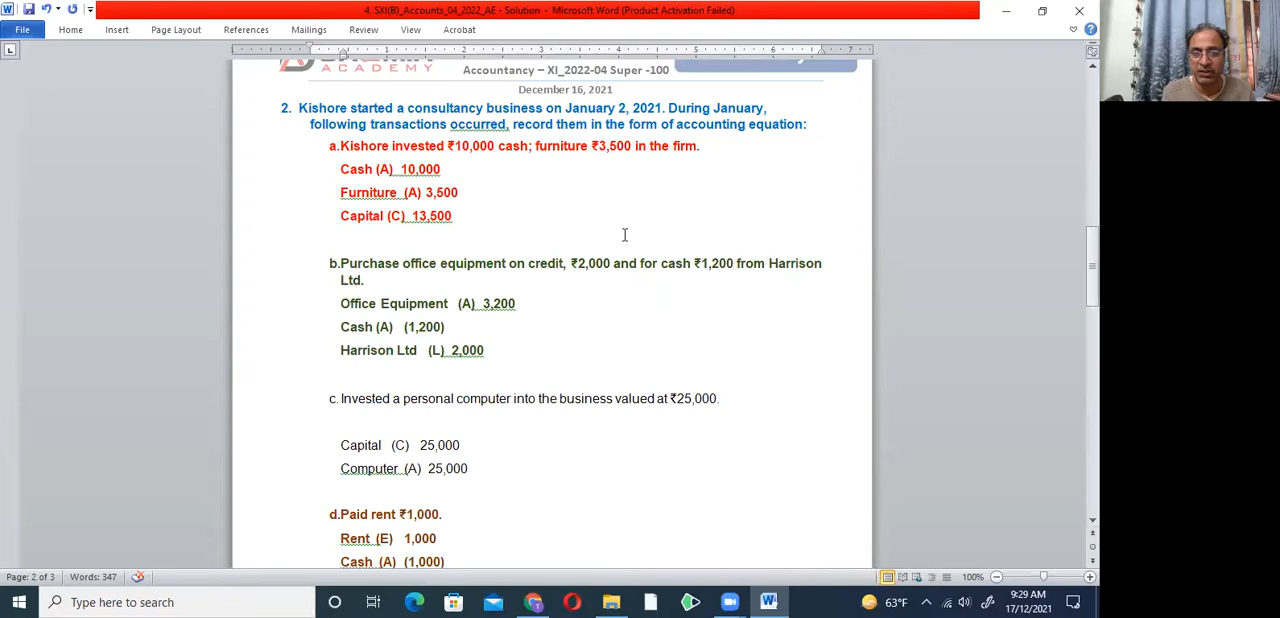 4. SXI(B)_Accounts_04_2022_AE - Solution - Microsoft Word (Product Activation Failed)
File Home Insert Page Layout References Mailings Review View Acrobat
1 2 3 4 5 6 7
ACADEMY Accountancy – XI_2022-04 Super -100
December 16, 2021
2. Kishore started a consultancy business on January 2, 2021. During January,
following transactions occurred, record them in the form of accounting equation:
a.Kishore invested ₹10,000 cash; furniture ₹3,500 in the firm.
Cash (A) 10,000
Furniture (A) 3,500
Capital (C) 13,500
b.Purchase office equipment on credit, ₹2,000 and for cash ₹1,200 from Harrison
Ltd.
Office Equipment (A) 3,200
Cash (A) (1,200)
Harrison Ltd (L) 2,000
c. Invested a personal computer into the business valued at ₹25,000.
Capital (C) 25,000
Computer (A) 25,000
d.Paid rent ₹1,000.
Rent (E) 1,000
Cash (A) (1,000)
Page: 2 of 3 Words: 347 100%
Type here to search 63°F 9:29 AM
17/12/2021